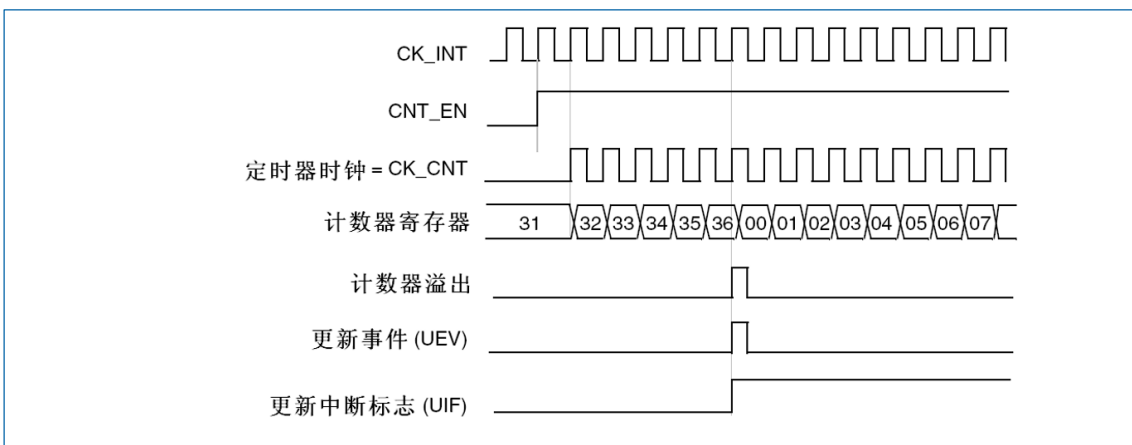 CK_INT
CNT_EN
定时器时钟 = CK_CNT
计数器寄存器 31 32 33 34 35 36 00 01 02 03 04 05 06 07
计数器溢出
更新事件 (UEV)
更新中断标志 (UIF)